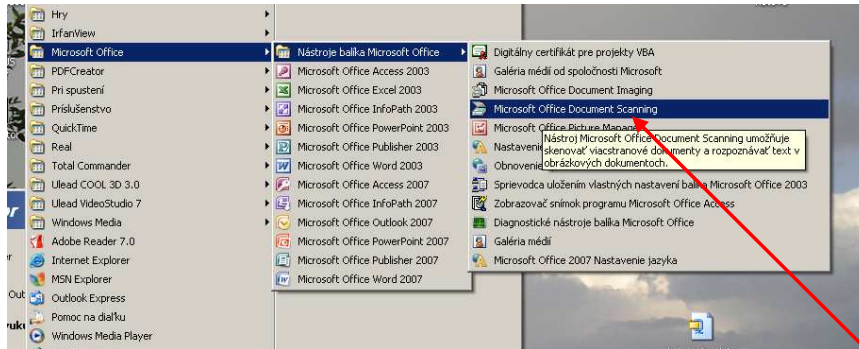 Hry
IrfanView
Microsoft Office
PDFCreator
Pri spustení
Príslušenstvo
QuickTime
Real
Total Commander
Ulead COOL 3D 3.0
Ulead VideoStudio 7
Windows Media
Adobe Reader 7.0
Internet Explorer
MSN Explorer
Outlook Express
Pomoc na diaľku
Windows Media Player
Nástroje balíka Microsoft Office
Microsoft Office Access 2003
Microsoft Office Excel 2003
Microsoft Office InfoPath 2003
Microsoft Office PowerPoint 2003
Microsoft Office Publisher 2003
Microsoft Office Word 2003
Microsoft Office Access 2007
Microsoft Office InfoPath 2007
Microsoft Office Outlook 2007
Microsoft Office PowerPoint 2007
Microsoft Office Publisher 2007
Microsoft Office Word 2007
Digitálny certifikát pre projekty VBA
Galéria médií od spoločnosti Microsoft
Microsoft Office Document Imaging
Microsoft Office Document Scanning
Microsoft Office Picture Manager
Nastavenie
Obnovenie
Nástroj Microsoft Office Document Scanning umožňuje
skenovať viacstranové dokumenty a rozpoznávať text v
obrázkových dokumentoch.
Sprievodca uložením vlastných nastavení balíka Microsoft Office 2003
Zobrazovač snímok programu Microsoft Office Access
Diagnostické nástroje balíka Microsoft Office
Galéria médií
Microsoft Office 2007 Nastavenie jazyka
Out